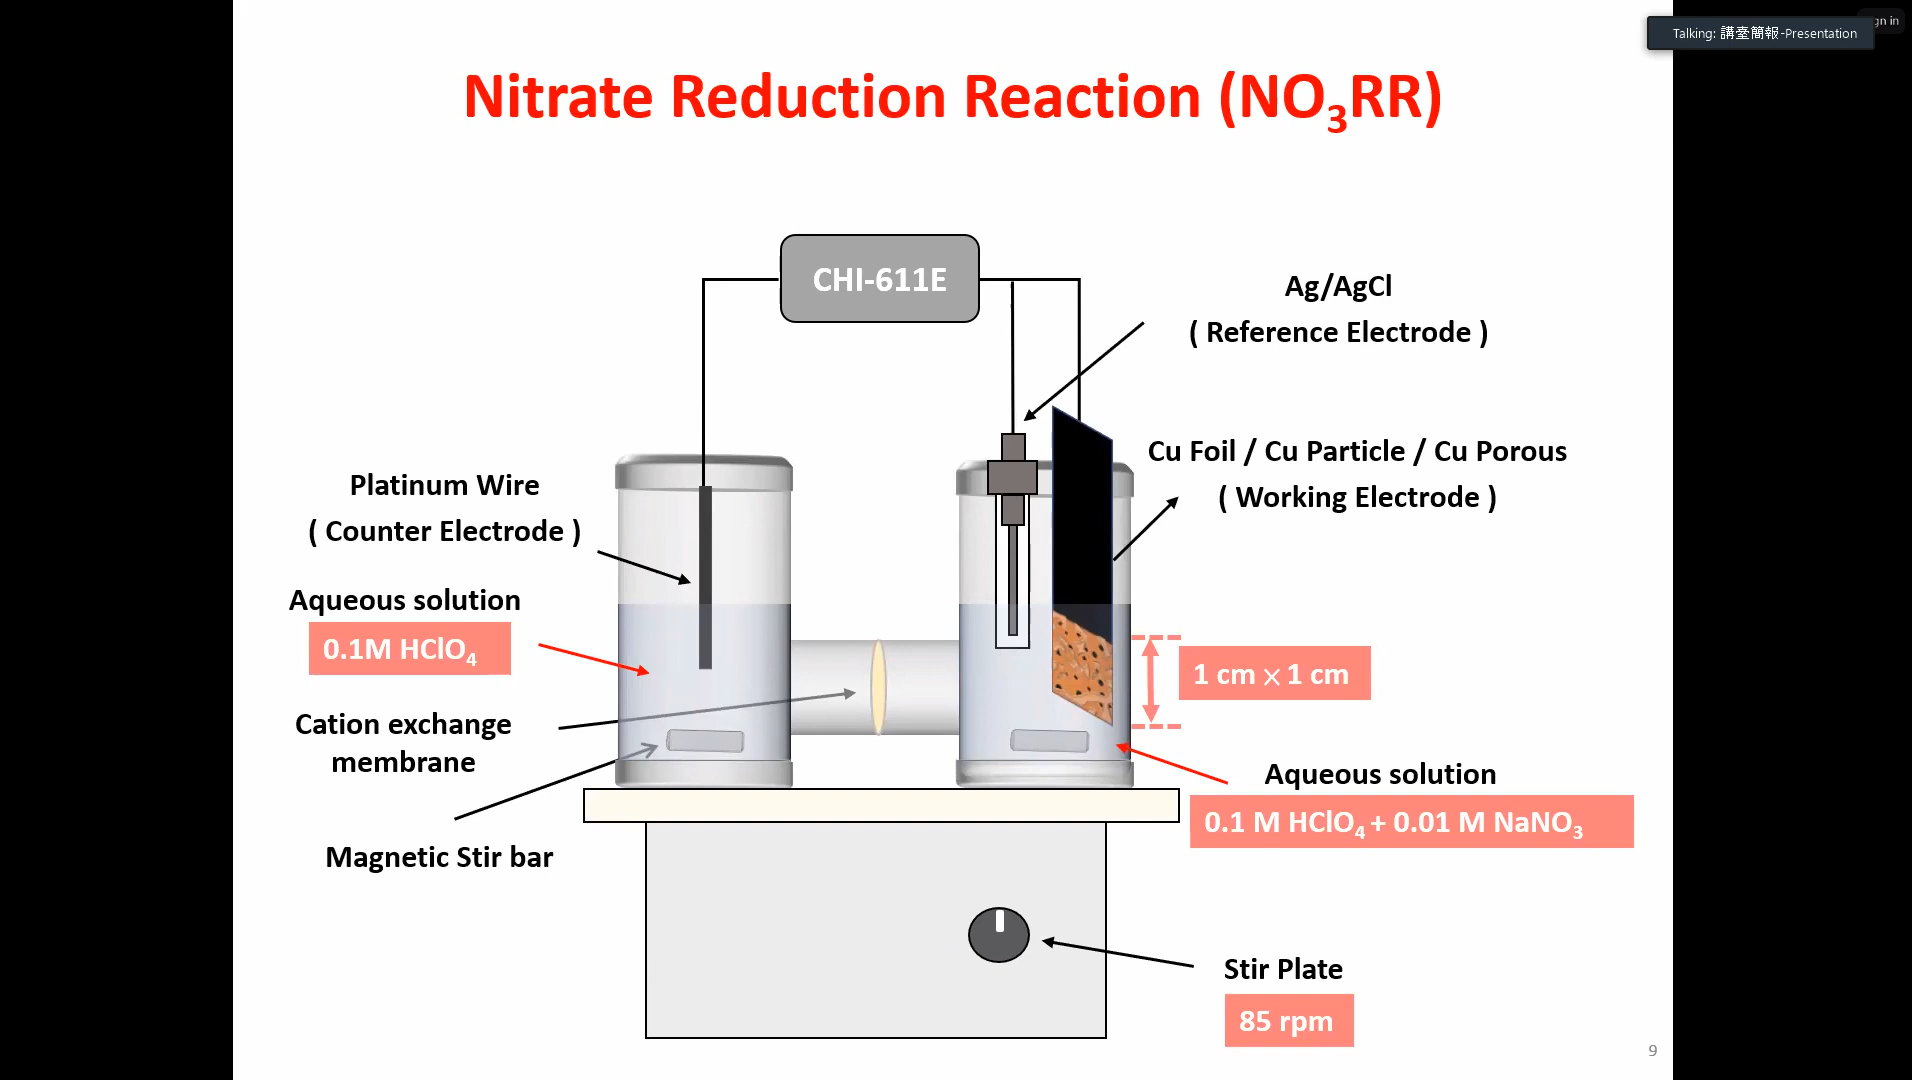 Talking: 講臺簡報-Presentation
gn in
Nitrate Reduction Reaction (NO₃RR)
CHI-611E
Ag/AgCl
( Reference Electrode )
Cu Foil / Cu Particle / Cu Porous
( Working Electrode )
Platinum Wire
( Counter Electrode )
Aqueous solution
0.1M HClO₄
1 cm x 1 cm
Cation exchange
membrane
Aqueous solution
0.1 M HClO₄ + 0.01 M NaNO₃
Magnetic Stir bar
Stir Plate
85 rpm
9